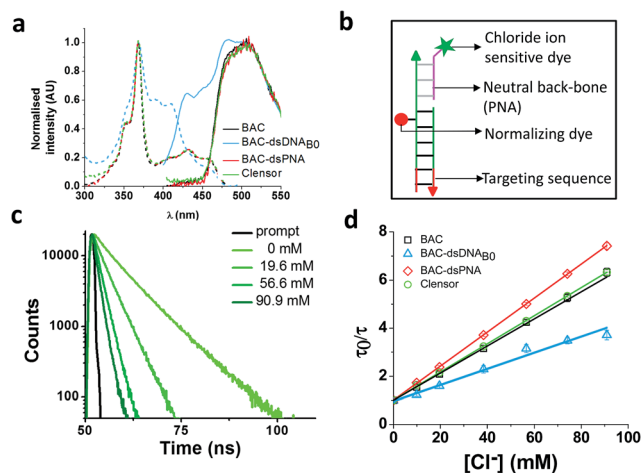 a
Normalised
intensity (AU)
1.0
0.8
0.6
0.4
0.2
0.0
300
350
400
450
500
550
λ (nm)
BAC
BAC-dsDNAB0
BAC-dsPNA
Clensor
b
Chloride ion
sensitive dye
Neutral back-bone
(PNA)
Normalizing dye
Targeting sequence
c
Counts
10000
1000
100
50
75
100
Time (ns)
prompt
0 mM
19.6 mM
56.6 mM
90.9 mM
d
τ0/τ
8
6
4
2
0
0
20
40
60
80
100
[Cl-] (mM)
BAC
BAC-dsDNAB0
BAC-dsPNA
Clensor